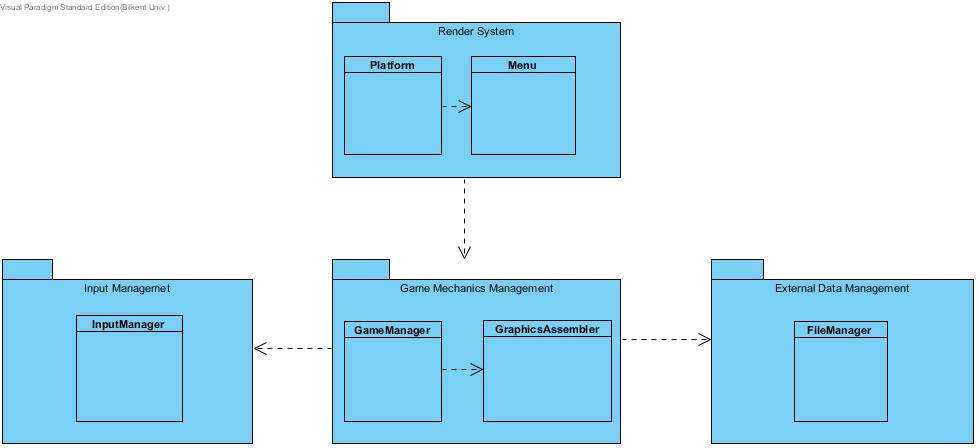 Visual Paradigm Standard Edition(Bilkent Univ.)
Render System
Platform
Menu
Input Managemet
InputManager
Game Mechanics Management
GameManager
GraphicsAssembler
External Data Management
FileManager